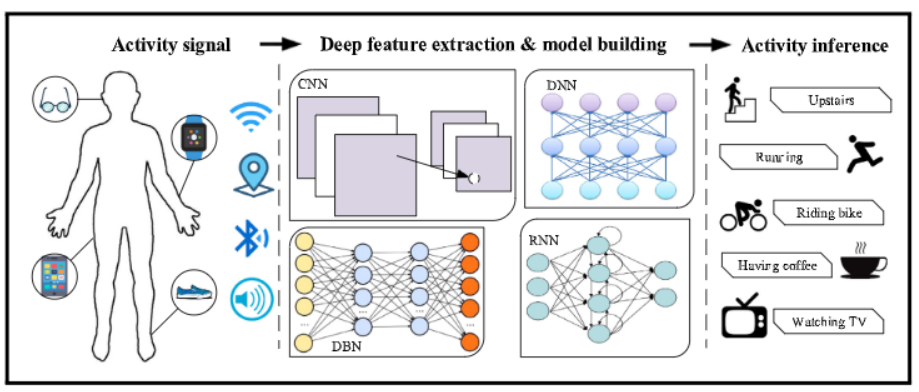 Activity signal
Deep feature extraction & model building
Activity inference
CNN
DNN
DBN
RNN
Upstairs
Running
Riding bike
Having coffee
Watching TV